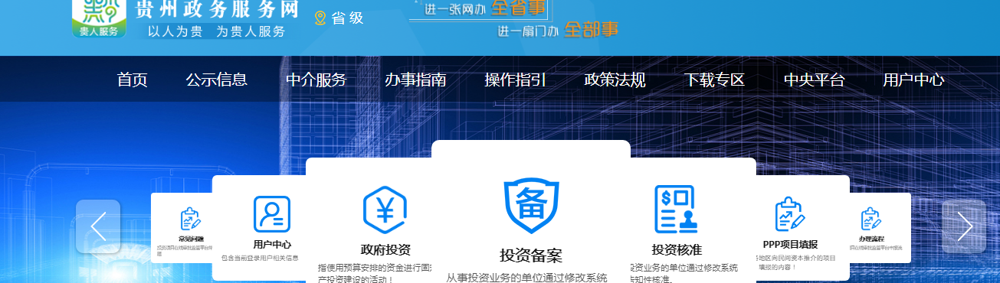 贵州政务服务网
省级
进一张网办 全省事
贵人服务
以人为贵 为贵人服务
进一扇门办 全部事
首页 公示信息 中介服务 办事指南 操作指引 政策法规 下载专区 中央平台 用户中心
常见问题
用户中心
包含当前登录用户相关信息
政府投资
指使用预算安排的资金进行固
产投资建设的活动！
备
投资备案
从事投资业务的单位通过修改系统
投资核准
投资业务的单位通过修改系统
告知性核准。
PPP项目填报
地区向民间资本推介的项目
填报的内容！
办理流程